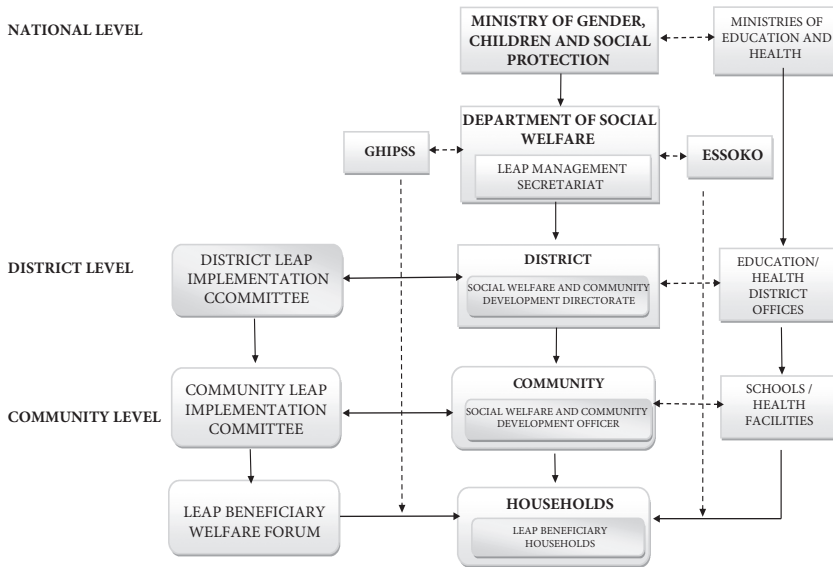 NATIONAL LEVEL
MINISTRY OF GENDER,
CHILDREN AND SOCIAL
PROTECTION
MINISTRIES OF
EDUCATION AND
HEALTH
DEPARTMENT OF SOCIAL
WELFARE
LEAP MANAGEMENT
SECRETARIAT
GHIPSS
ESSOKO
DISTRICT LEVEL
DISTRICT LEAP
IMPLEMENTATION
CCOMMITTEE
DISTRICT
SOCIAL WELFARE AND COMMUNITY
DEVELOPMENT DIRECTORATE
EDUCATION/
HEALTH
DISTRICT
OFFICES
COMMUNITY LEVEL
COMMUNITY LEAP
IMPLEMENTATION
COMMITTEE
COMMUNITY
SOCIAL WELFARE AND COMMUNITY
DEVELOPMENT OFFICER
SCHOOLS /
HEALTH
FACILITIES
LEAP BENEFICIARY
WELFARE FORUM
HOUSEHOLDS
LEAP BENEFICIARY
HOUSEHOLDS